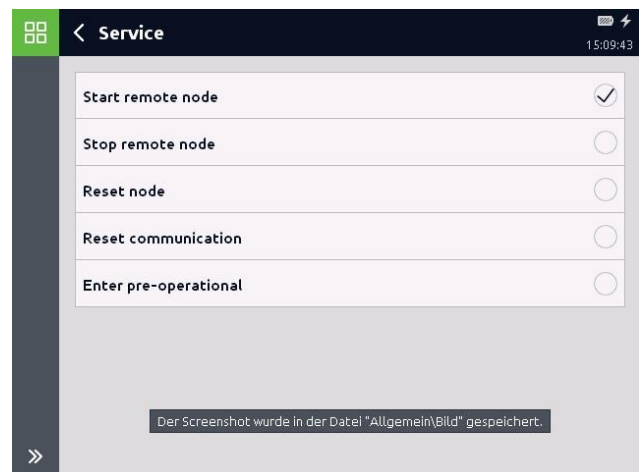 Service
15:09:43
Start remote node
Stop remote node
Reset node
Reset communication
Enter pre-operational
Der Screenshot wurde in der Datei "Allgemein\Bild" gespeichert.